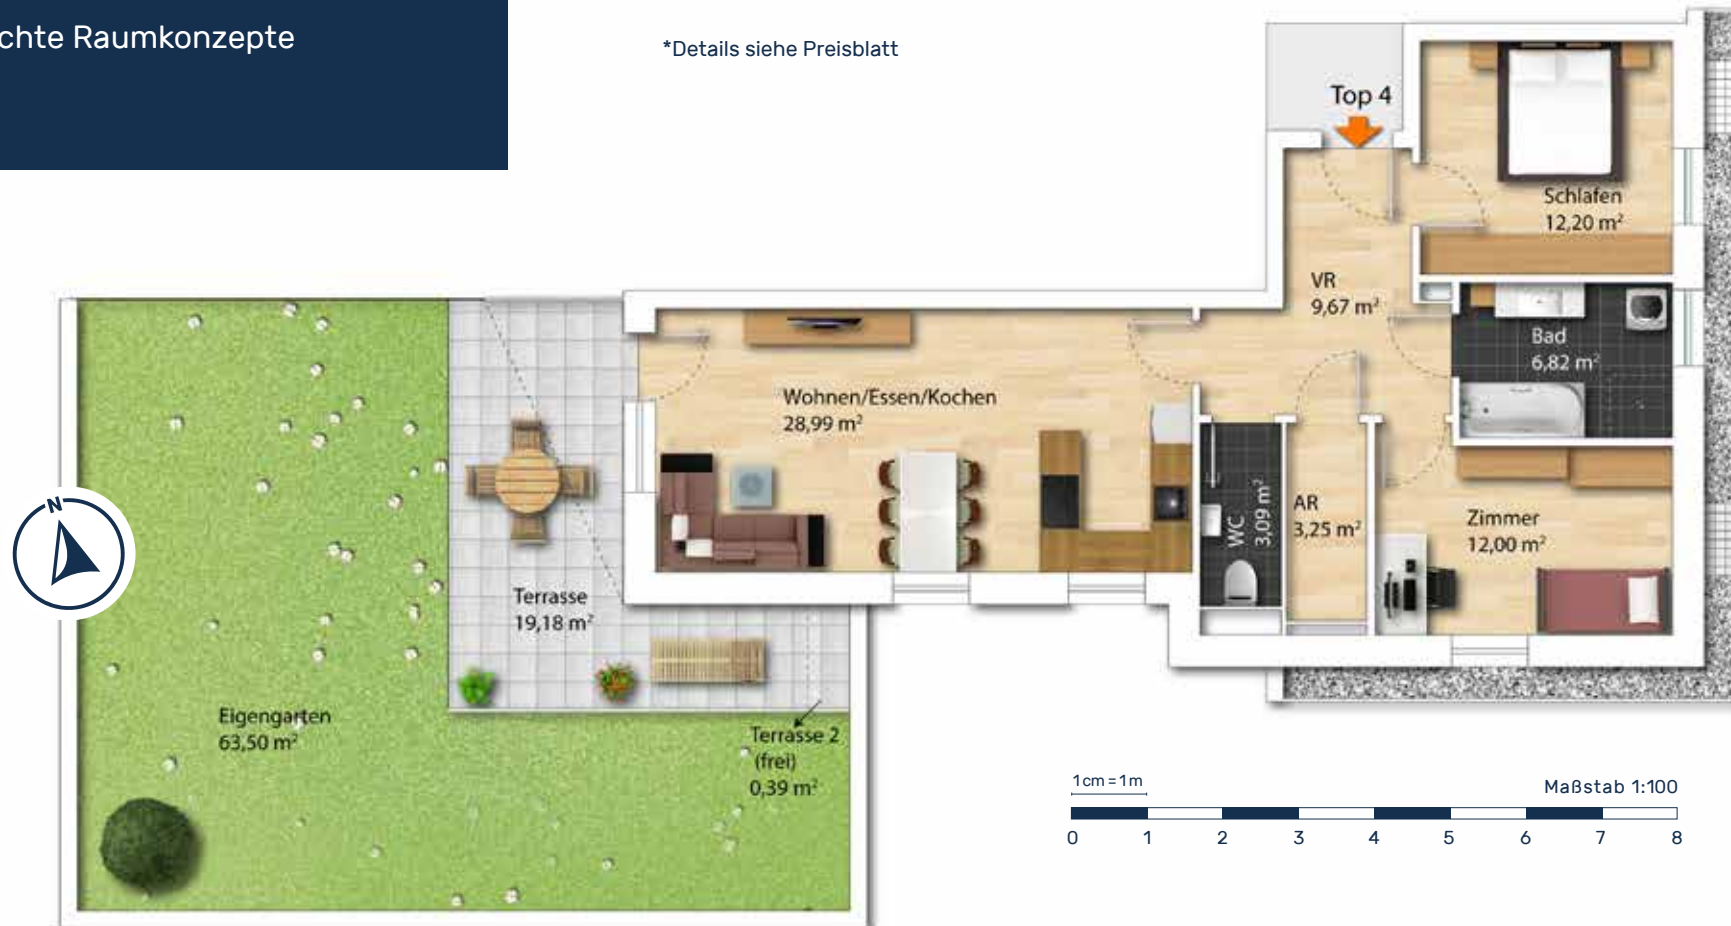 chte Raumkonzepte
*Details siehe Preisblatt
Top 4
Schlafen
12,20 m²
VR
9,67 m²
Bad
6,82 m²
Wohnen/Essen/Kochen
28,99 m²
WC
3,09 m²
AR
3,25 m²
Zimmer
12,00 m²
N
Terrasse
19,18 m²
Eigengarten
63,50 m²
Terrasse 2
(frei)
0,39 m²
1 cm = 1 m
Maßstab 1:100
0 1 2 3 4 5 6 7 8